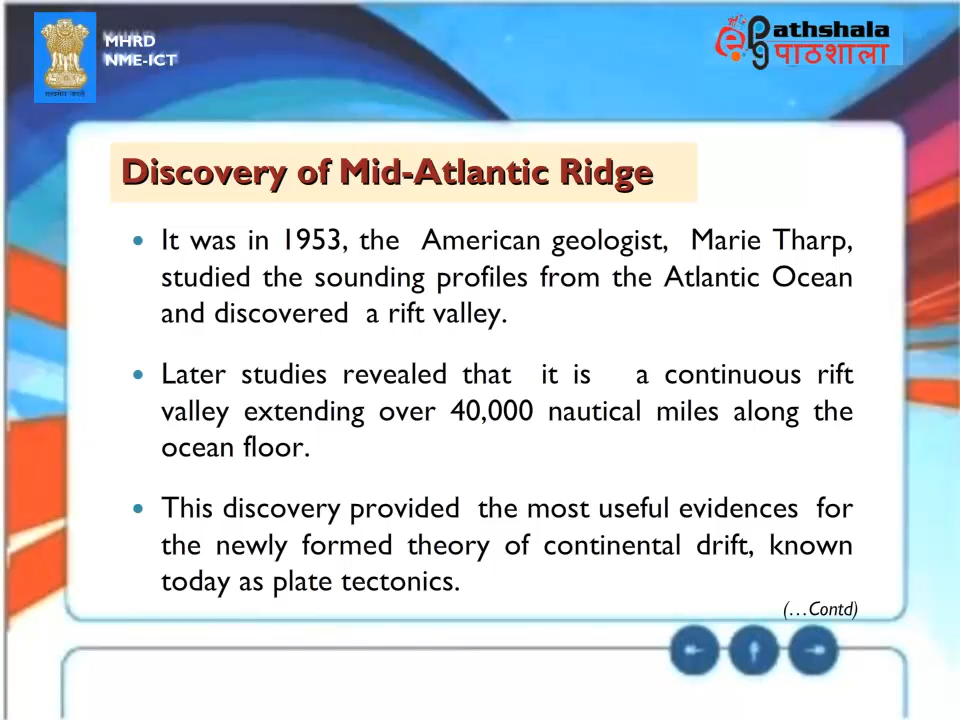 MHRD
NME-ICT
ePathshala
पाठशाला
Discovery of Mid-Atlantic Ridge
• It was in 1953, the American geologist, Marie Tharp,
studied the sounding profiles from the Atlantic Ocean
and discovered a rift valley.
• Later studies revealed that it is a continuous rift
valley extending over 40,000 nautical miles along the
ocean floor.
• This discovery provided the most useful evidences for
the newly formed theory of continental drift, known
today as plate tectonics.
(...Contd)